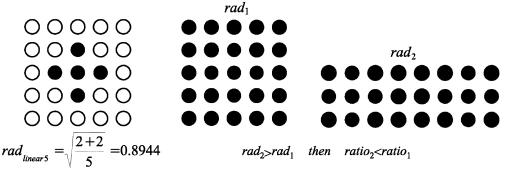 rad₁
rad₂
rad_linear5 = √((2+2)/5) = 0.8944
rad₂>rad₁ then ratio₂<ratio₁